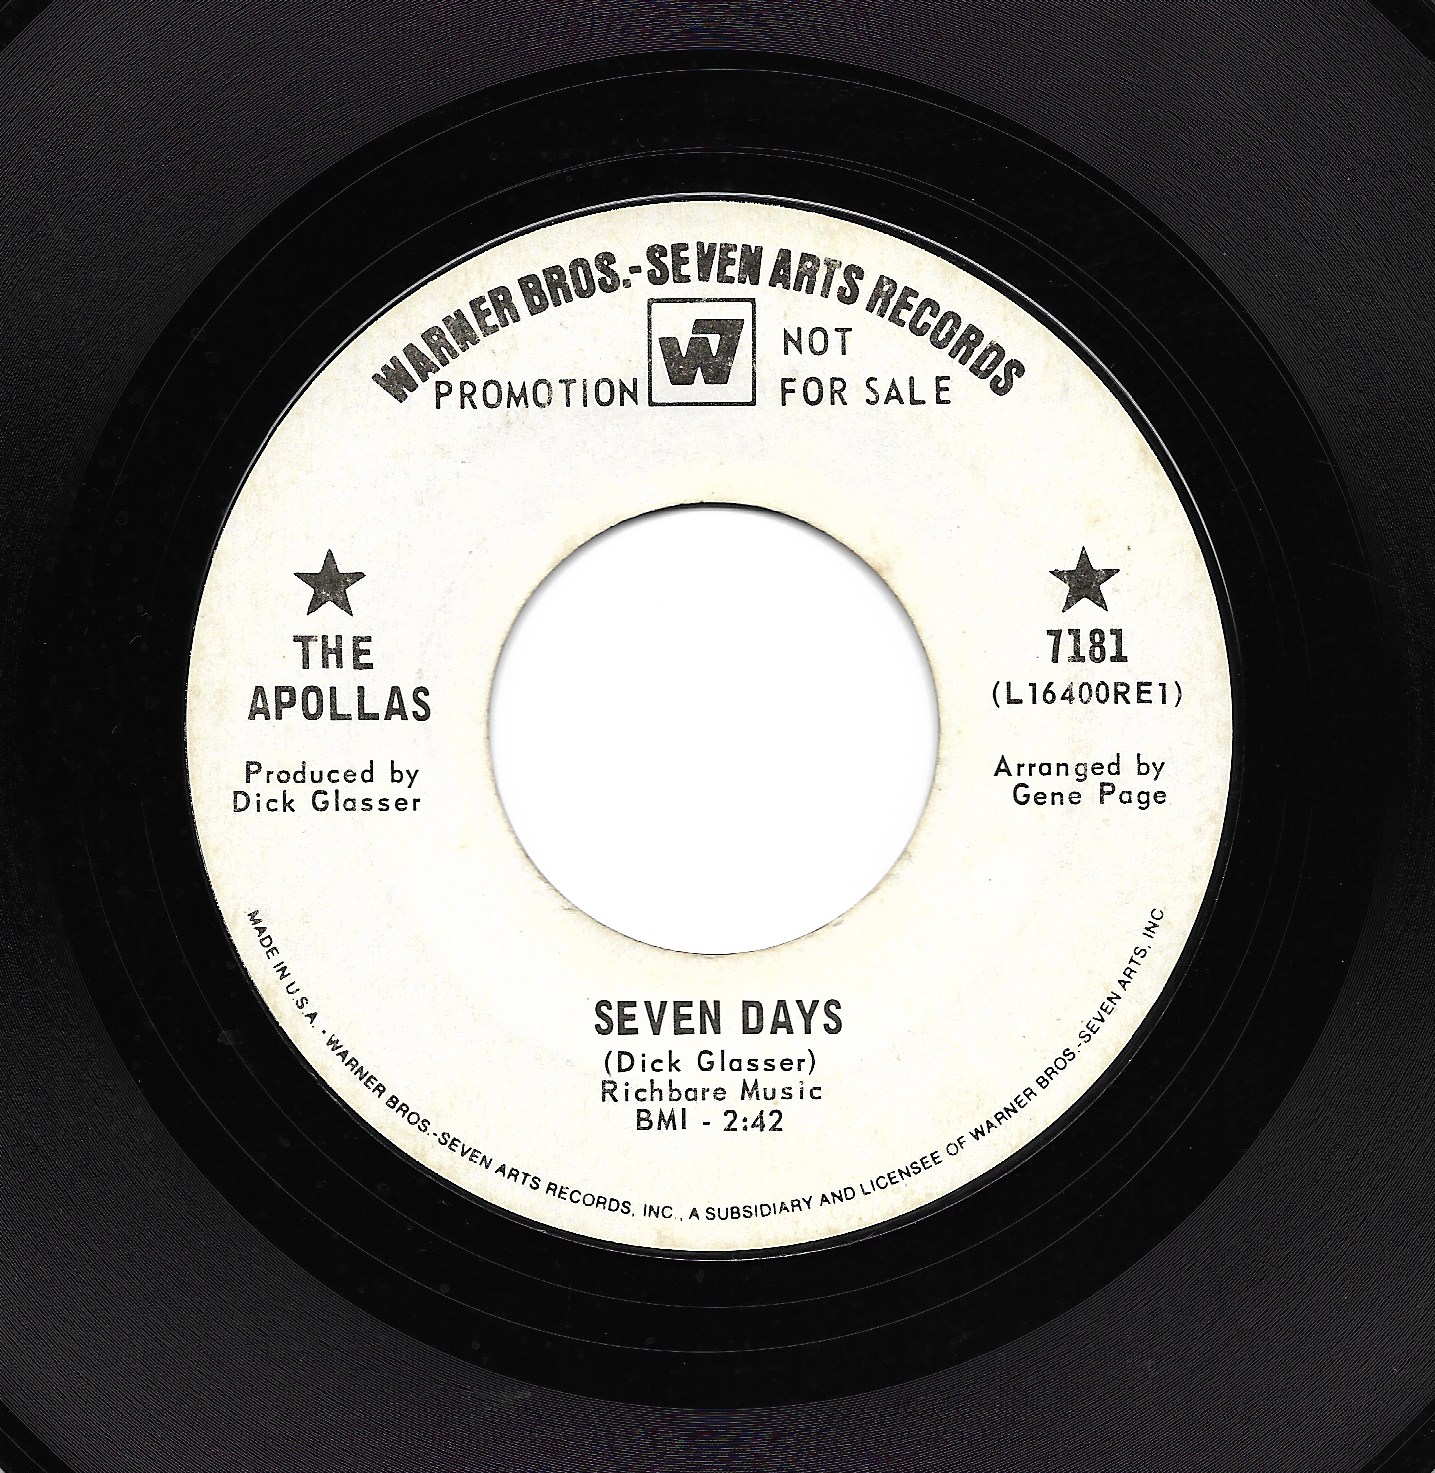 WARNER BROS.-SEVEN ARTS RECORDS
W7
PROMOTION
NOT
FOR SALE
THE
APOLLAS
Produced by
Dick Glasser
7181
(L16400RE1)
Arranged by
Gene Page
SEVEN DAYS
(Dick Glasser)
Richbare Music
BMI - 2:42
MADE IN U.S.A. · WARNER BROS.-SEVEN ARTS RECORDS, INC., A SUBSIDIARY AND LICENSEE OF WARNER BROS.-SEVEN ARTS, INC